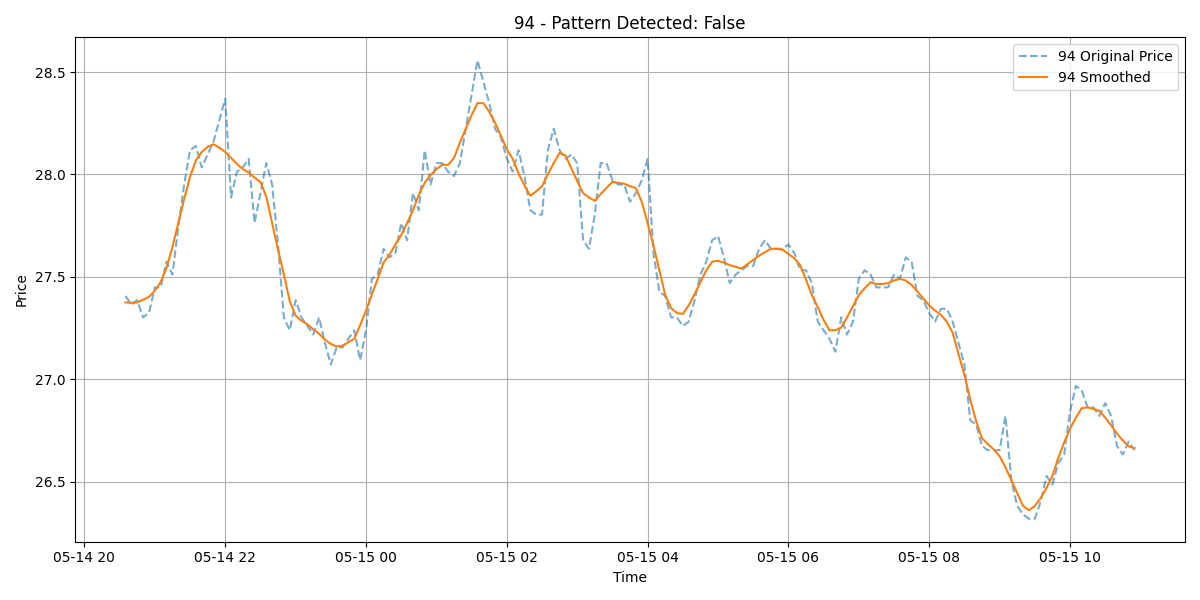 94 - Pattern Detected: False
94 Original Price
94 Smoothed
Price
28.5
28.0
27.5
27.0
26.5
05-14 20 05-14 22 05-15 00 05-15 02 05-15 04 05-15 06 05-15 08 05-15 10
Time